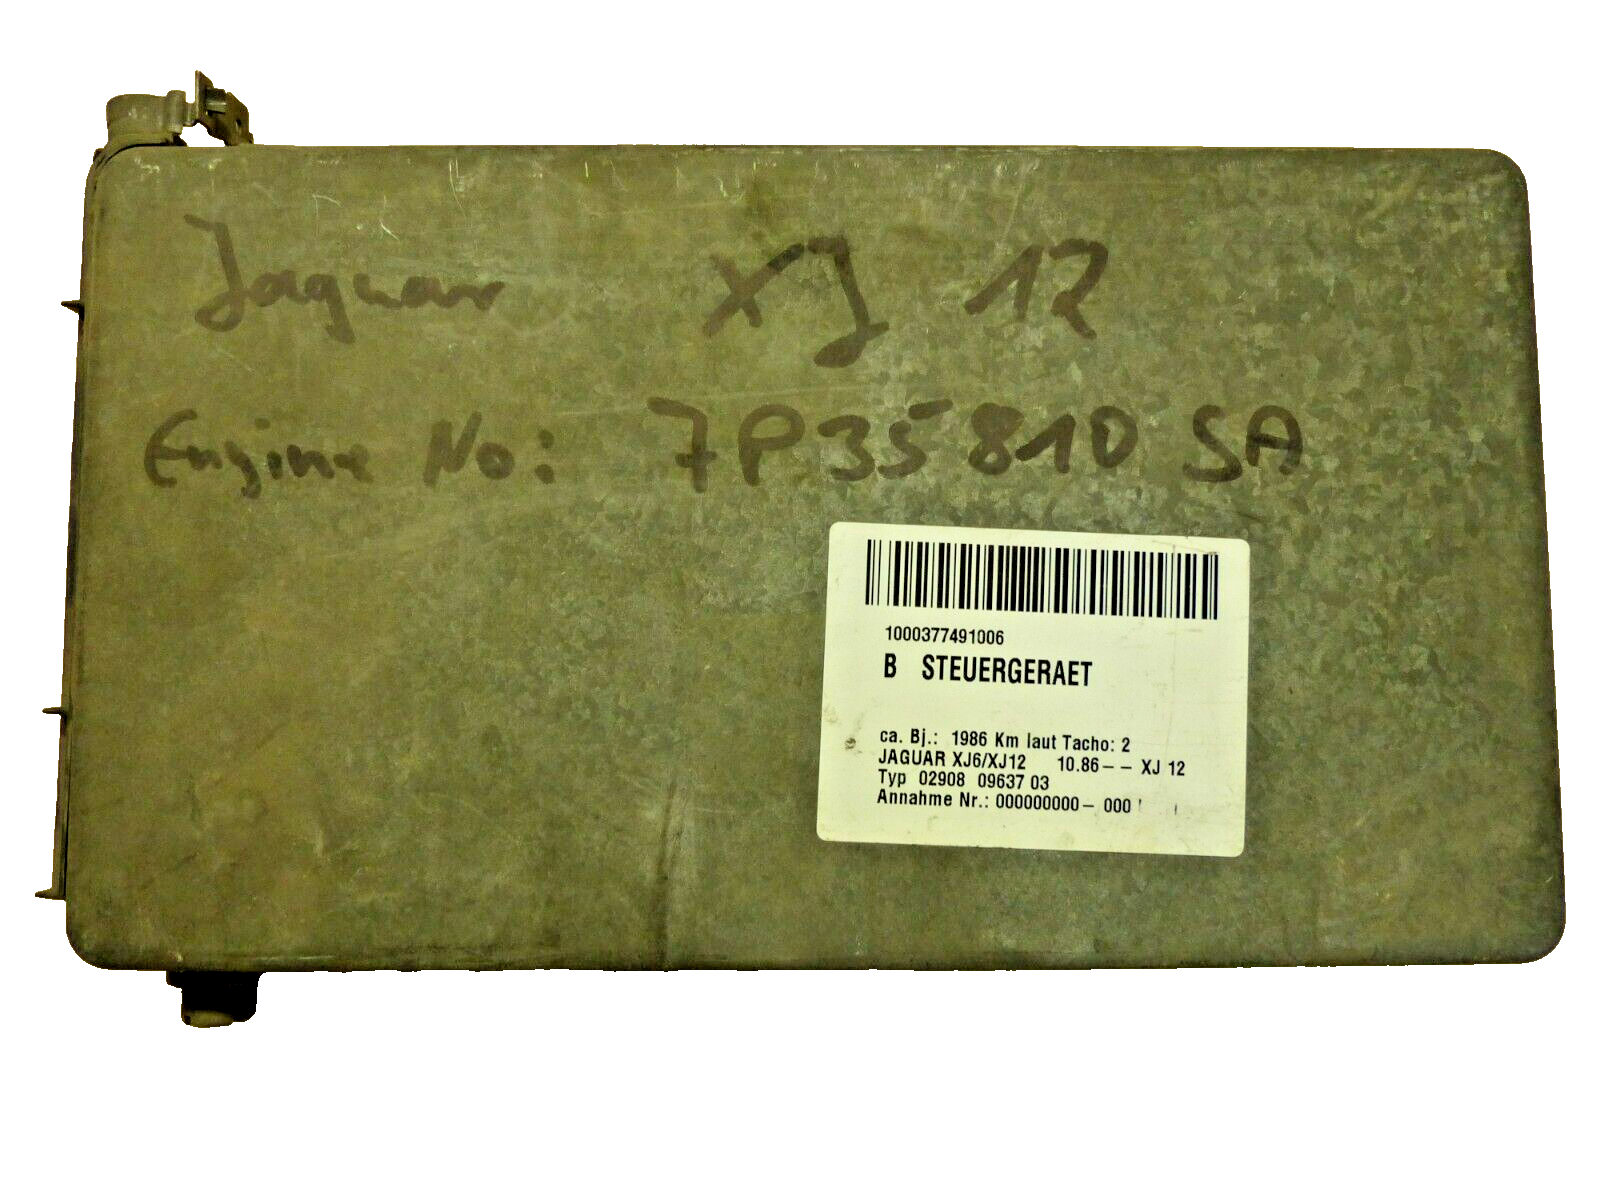 Jaguar XJ 12
Engine No: 7P35810 SA
1000377491006
B STEUERGERAET
ca. Bj.: 1986 Km laut Tacho: 2
JAGUAR XJ6/XJ12 10.86-- XJ 12
Typ 02908 09637 03
Annahme Nr.: 000000000-000